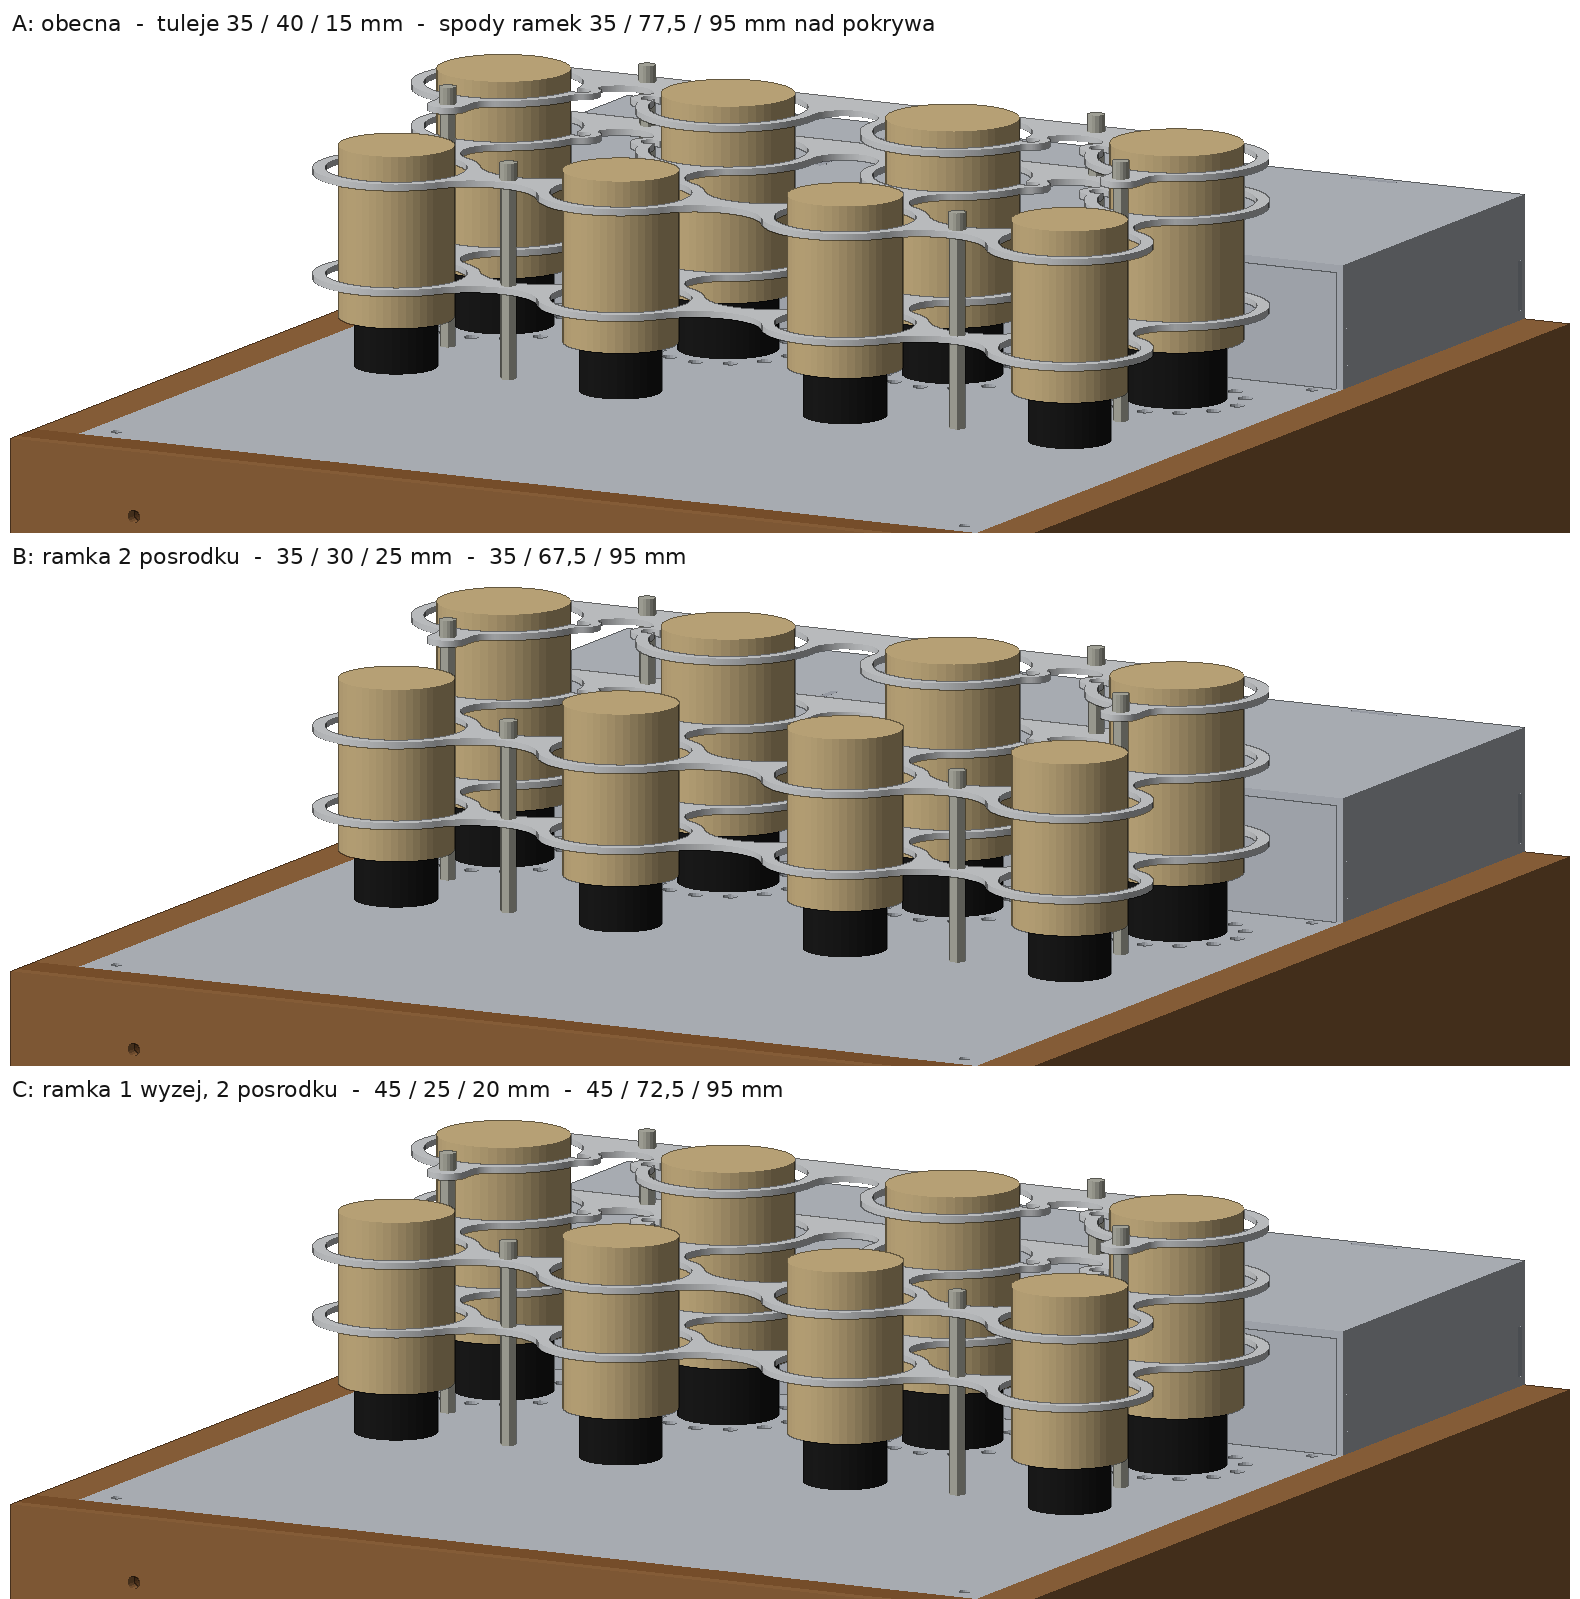 A: obecna - tuleje 35 / 40 / 15 mm - spody ramek 35 / 77,5 / 95 mm nad pokrywa
B: ramka 2 posrodku - 35 / 30 / 25 mm - 35 / 67,5 / 95 mm
C: ramka 1 wyzej, 2 posrodku - 45 / 25 / 20 mm - 45 / 72,5 / 95 mm